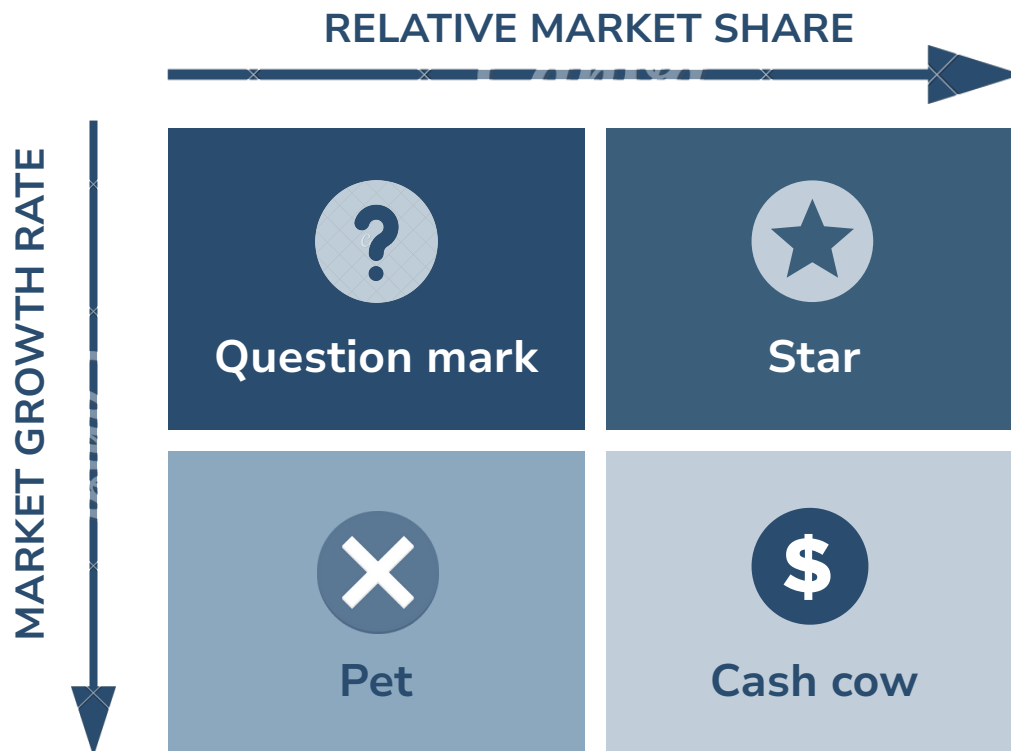 RELATIVE MARKET SHARE
MARKET GROWTH RATE
?
Question mark
Star
Pet
$
Cash cow